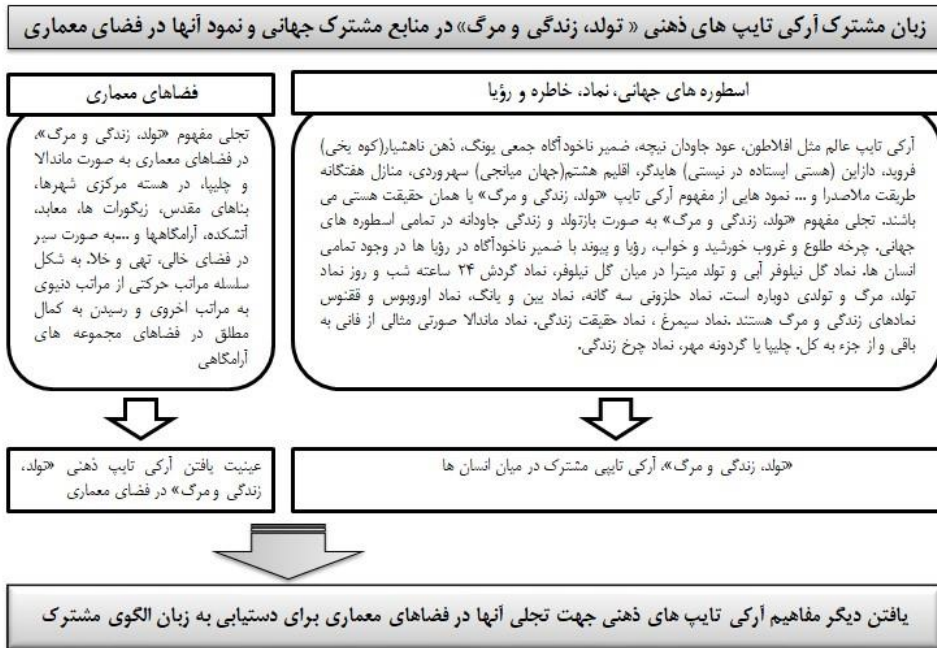 زبان مشترک آرکی تایپ های ذهنی « تولد، زندگی و مرگ» در منابع مشترک جهانی و نمود آنها در فضای معماری
اسطوره های جهانی، نماد، خاطره و رؤیا
آرکی تایپ عالم مثل افلاطون، عود جاودان نیچه، ضمیر ناخودآگاه جمعی یونگ، ذهن ناهشیار(کوه یخی)
فروید، دازاین (هستی ایستاده در نیستی) هایدگر، اقلیم هشتم(جهان میانجی) سهروردی، منازل هفتگانه
طریقت ملاصدرا و ... نمود هایی از مفهوم آرکی تایپ «تولد، زندگی و مرگ» یا همان حقیقت هستی می
باشند. تجلی مفهوم «تولد، زندگی و مرگ» به صورت بازتولد و زندگی جاودانه در تمامی اسطوره های
جهانی. چرخه طلوع و غروب خورشید و خواب، رؤیا و پیوند با ضمیر ناخودآگاه در رؤیا ها در وجود تمامی
انسان ها. نماد گل نیلوفر آبی و تولد میترا در میان گل نیلوفر، نماد گردش ۲۴ ساعته شب و روز نماد
تولد، مرگ و تولدی دوباره است. نماد حلزونی سه گانه، نماد یین و یانگ، نماد اوروبوس و ققنوس
نمادهای زندگی و مرگ هستند .نماد سیمرغ ، نماد حقیقت زندگی. نماد ماندالا صورتی مثالی از فانی به
باقی و از جزء به کل. چلیپا یا گردونه مهر، نماد چرخ زندگی.
فضاهای معماری
تجلی مفهوم «تولد، زندگی و مرگ»،
در فضاهای معماری به صورت ماندالا
و چلیپا، در هسته مرکزی شهرها،
بناهای مقدس، زیگورات ها، معابد،
آتشکده، آرامگاهها و ...به صورت سیر
در فضای خالی، تهی و خلا. به شکل
سلسله مراتب حرکتی از مراتب دنیوی
به مراتب اخروی و رسیدن به کمال
مطلق در فضاهای مجموعه های
آرامگاهی
«تولد، زندگی و مرگ»، آرکی تایپی مشترک در میان انسان ها
عینیت یافتن آرکی تایپ ذهنی «تولد،
زندگی و مرگ» در فضای معماری
یافتن دیگر مفاهیم آرکی تایپ های ذهنی جهت تجلی آنها در فضاهای معماری برای دستیابی به زبان الگوی مشترک